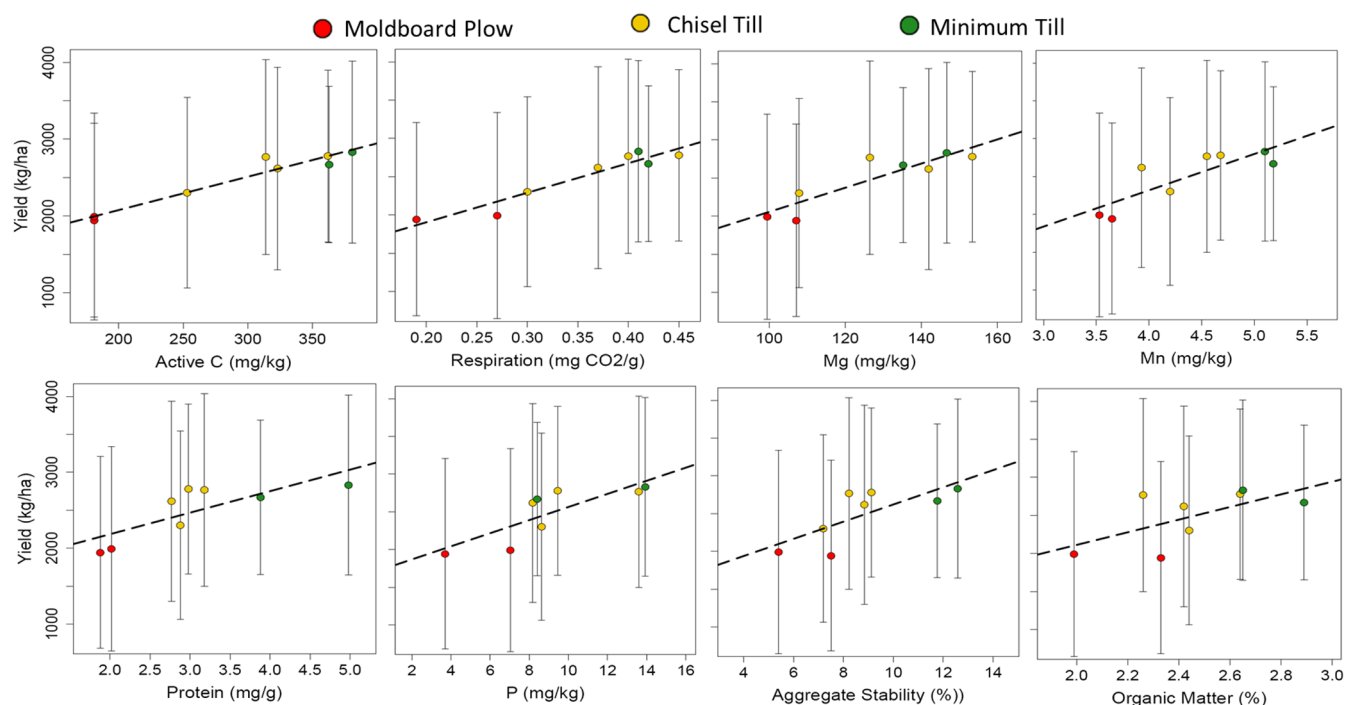 Moldboard Plow Chisel Till Minimum Till
Yield (kg/ha)
1000 2000 3000 4000
200 250 300 350
Active C (mg/kg)
0.20 0.25 0.30 0.35 0.40 0.45
Respiration (mg CO2/g)
100 120 140 160
Mg (mg/kg)
3.0 3.5 4.0 4.5 5.0 5.5
Mn (mg/kg)
Yield (kg/ha)
1000 2000 3000 4000
2.0 2.5 3.0 3.5 4.0 4.5 5.0
Protein (mg/g)
2 4 6 8 10 12 14 16
P (mg/kg)
4 6 8 10 12 14
Aggregate Stability (%))
2.0 2.2 2.4 2.6 2.8 3.0
Organic Matter (%)